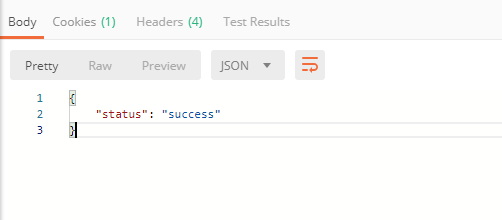 Body Cookies (1) Headers (4) Test Results
Pretty Raw Preview JSON
1 {
2 "status": "success"
3 }